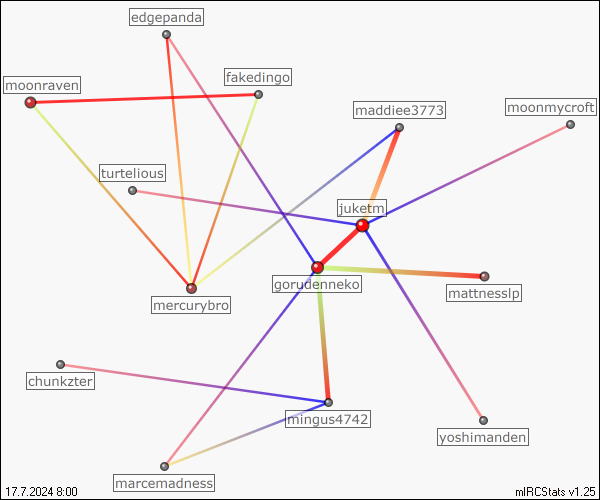 edgepanda
fakedingo
moonraven
maddiee3773
moonmycroft
turtelious
juketm
gorudenneko
mattnesslp
mercurybro
chunkzter
mingus4742
yoshimanden
marcemadness
17.7.2024 8:00
mIRCStats v1.25